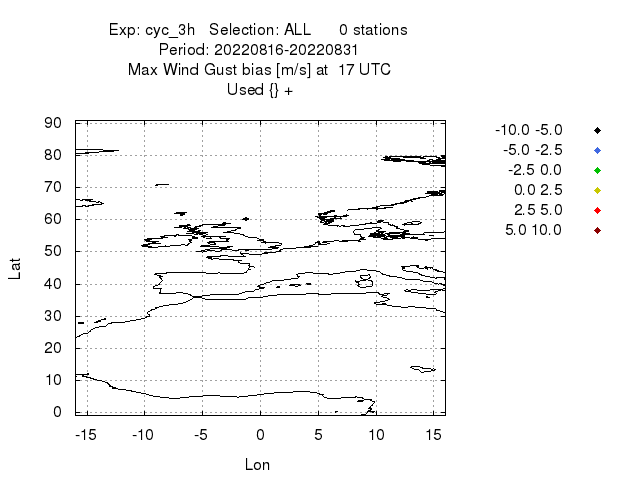 Exp: cyc_3h   Selection: ALL      0 stations
Period: 20220816-20220831
Max Wind Gust bias [m/s] at  17 UTC
Used {} +
-10.0 -5.0
-5.0 -2.5
-2.5 0.0
0.0 2.5
2.5 5.0
5.0 10.0
90
80
70
60
50
40
30
20
10
0
Lat
-15 -10 -5 0 5 10 15
Lon